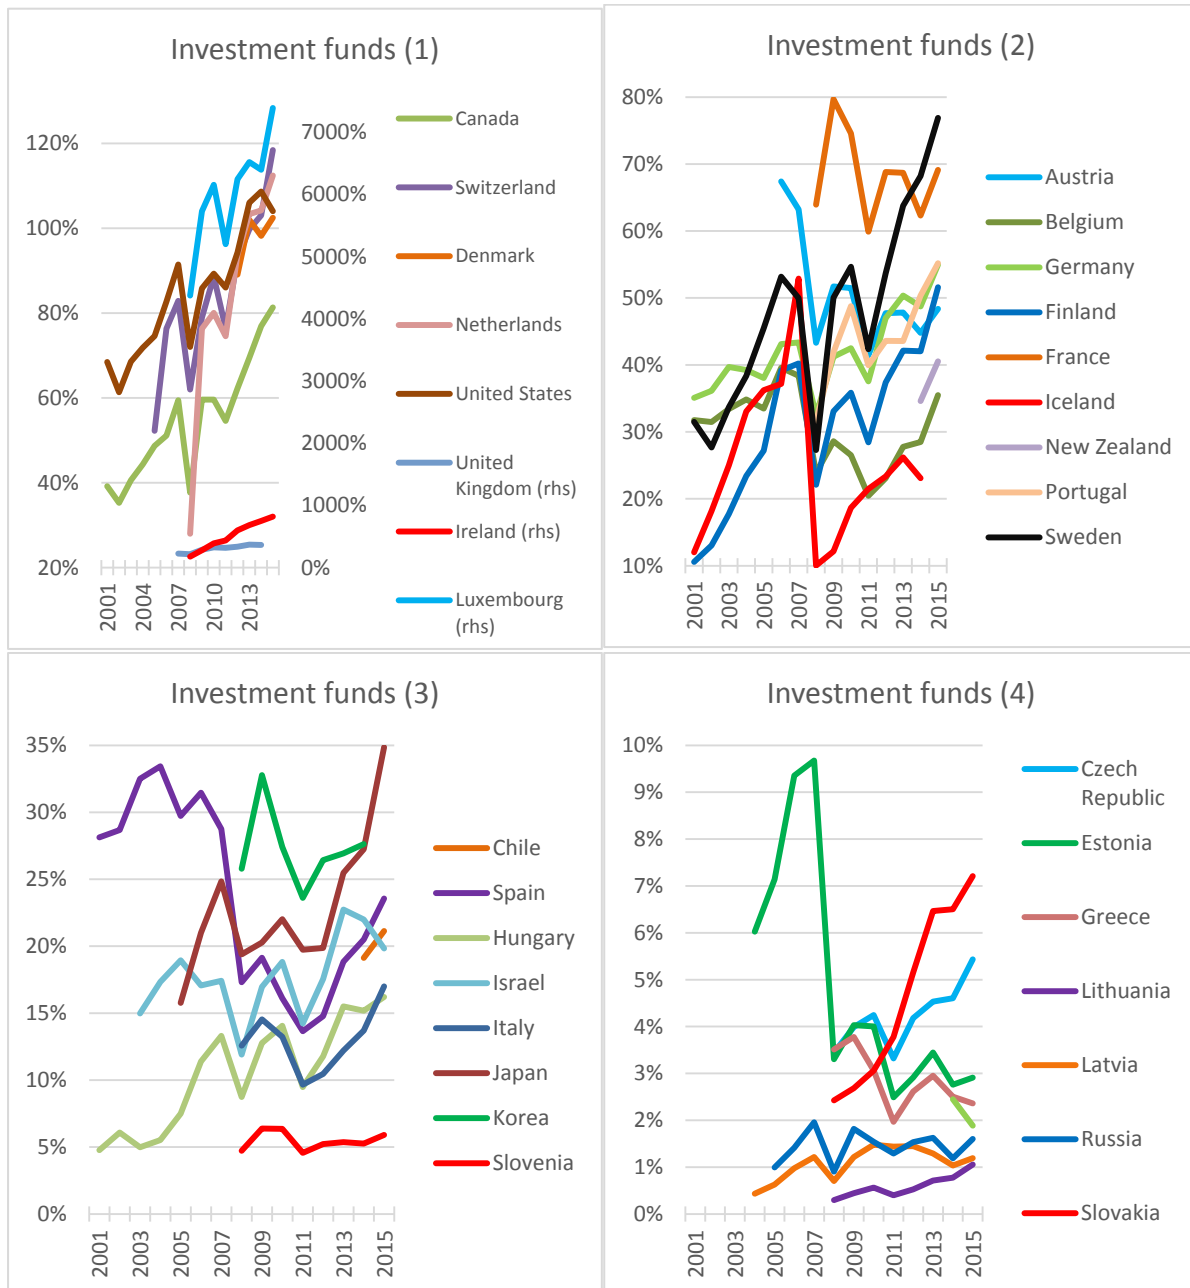 Investment funds (1)
120%
100%
80%
60%
40%
20%
7000%
6000%
5000%
4000%
3000%
2000%
1000%
0%
2001
2004
2007
2010
2013
Canada
Switzerland
Denmark
Netherlands
United States
United
Kingdom (rhs)
Ireland (rhs)
Luxembourg
(rhs)
Investment funds (2)
80%
70%
60%
50%
40%
30%
20%
10%
2001
2003
2005
2007
2009
2011
2013
2015
Austria
Belgium
Germany
Finland
France
Iceland
New Zealand
Portugal
Sweden
Investment funds (3)
35%
30%
25%
20%
15%
10%
5%
0%
2001
2003
2005
2007
2009
2011
2013
2015
Chile
Spain
Hungary
Israel
Italy
Japan
Korea
Slovenia
Investment funds (4)
10%
9%
8%
7%
6%
5%
4%
3%
2%
1%
0%
2001
2003
2005
2007
2009
2011
2013
2015
Czech
Republic
Estonia
Greece
Lithuania
Latvia
Russia
Slovakia